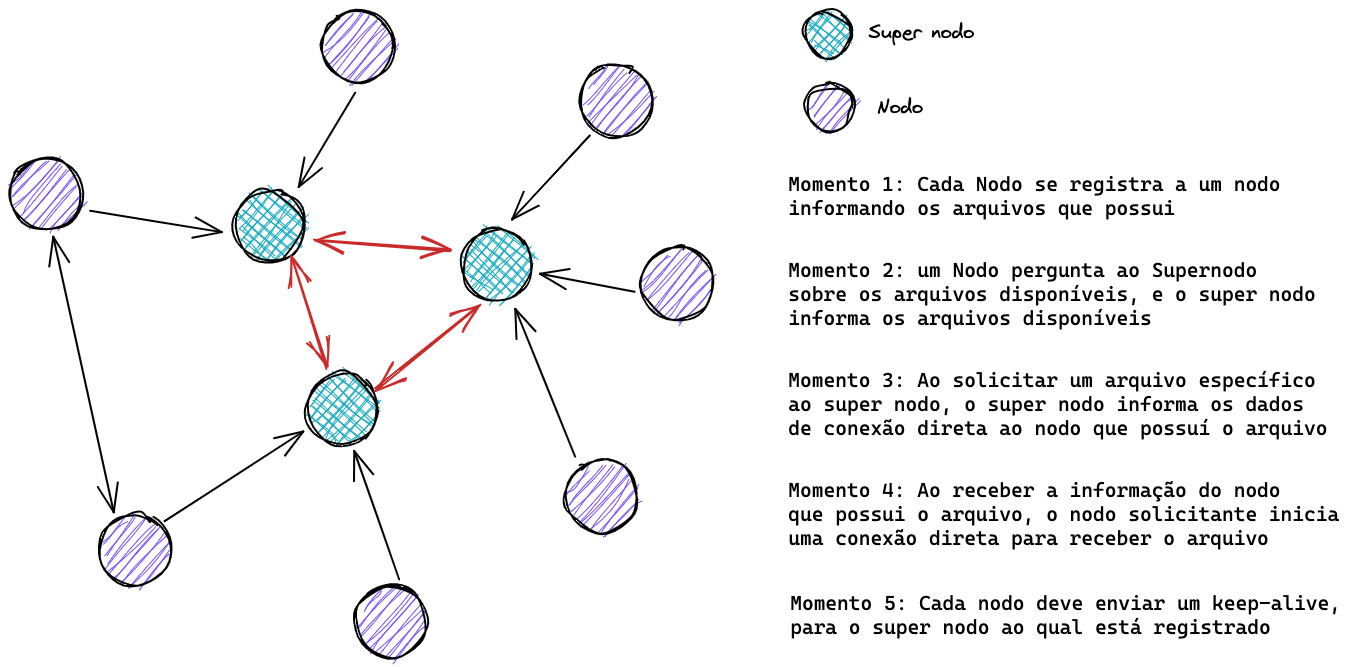 Super nodo
Nodo
Momento 1: Cada Nodo se registra a um nodo
informando os arquivos que possui
Momento 2: um Nodo pergunta ao Supernodo
sobre os arquivos disponíveis, e o super nodo
informa os arquivos disponíveis
Momento 3: Ao solicitar um arquivo específico
ao super nodo, o super nodo informa os dados
de conexão direta ao nodo que possuí o arquivo
Momento 4: Ao receber a informação do nodo
que possui o arquivo, o nodo solicitante inicia
uma conexão direta para receber o arquivo
Momento 5: Cada nodo deve enviar um keep-alive,
para o super nodo ao qual está registrado